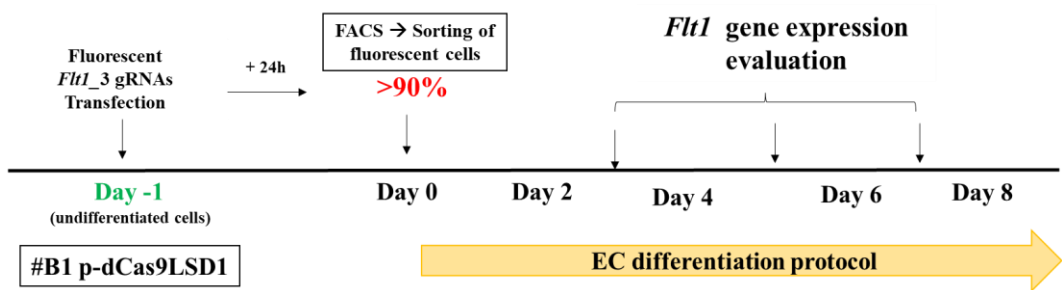 Fluorescent
Flt1_3 gRNAs
Transfection
+ 24h
FACS → Sorting of
fluorescent cells
>90%
Flt1 gene expression
evaluation
Day -1
(undifferentiated cells)
Day 0
Day 2
Day 4
Day 6
Day 8
#B1 p-dCas9LSD1
EC differentiation protocol